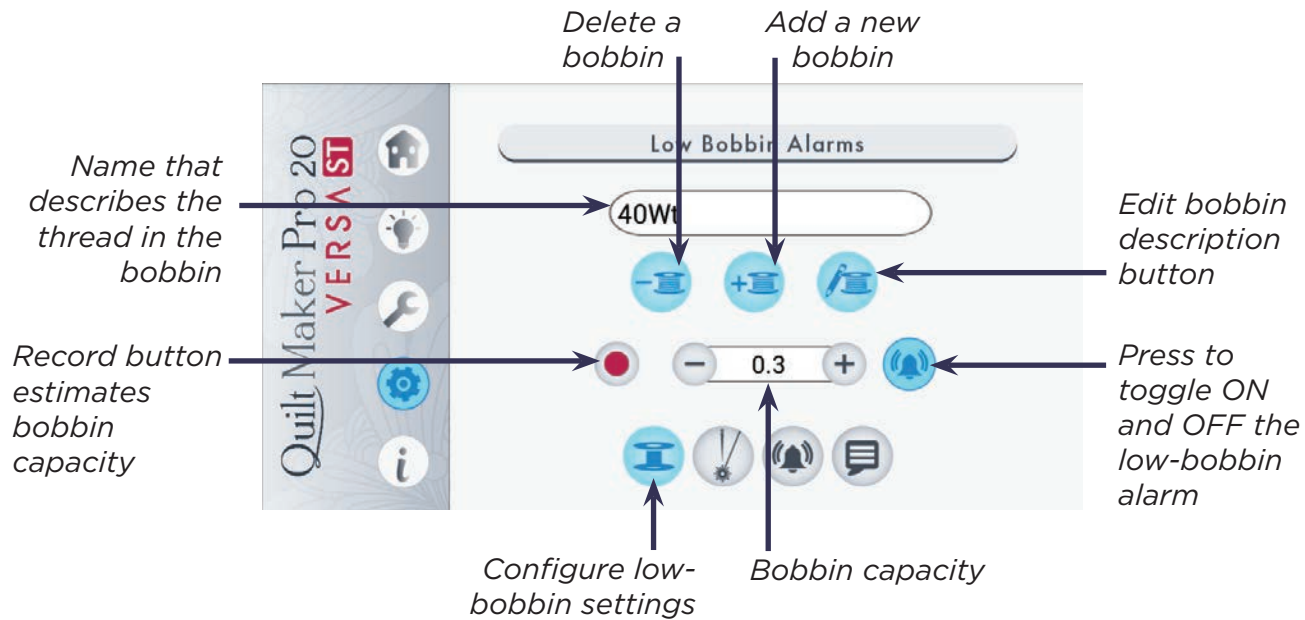 Delete a
bobbin
Add a new
bobbin
Name that
describes the
thread in the
bobbin
Record button
estimates
bobbin
capacity
Quilt Maker Pro 20
VERSA ST
i
Low Bobbin Alarms
40Wt
0.3
Edit bobbin
description
button
Press to
toggle ON
and OFF the
low-bobbin
alarm
Configure low-
bobbin settings
Bobbin capacity